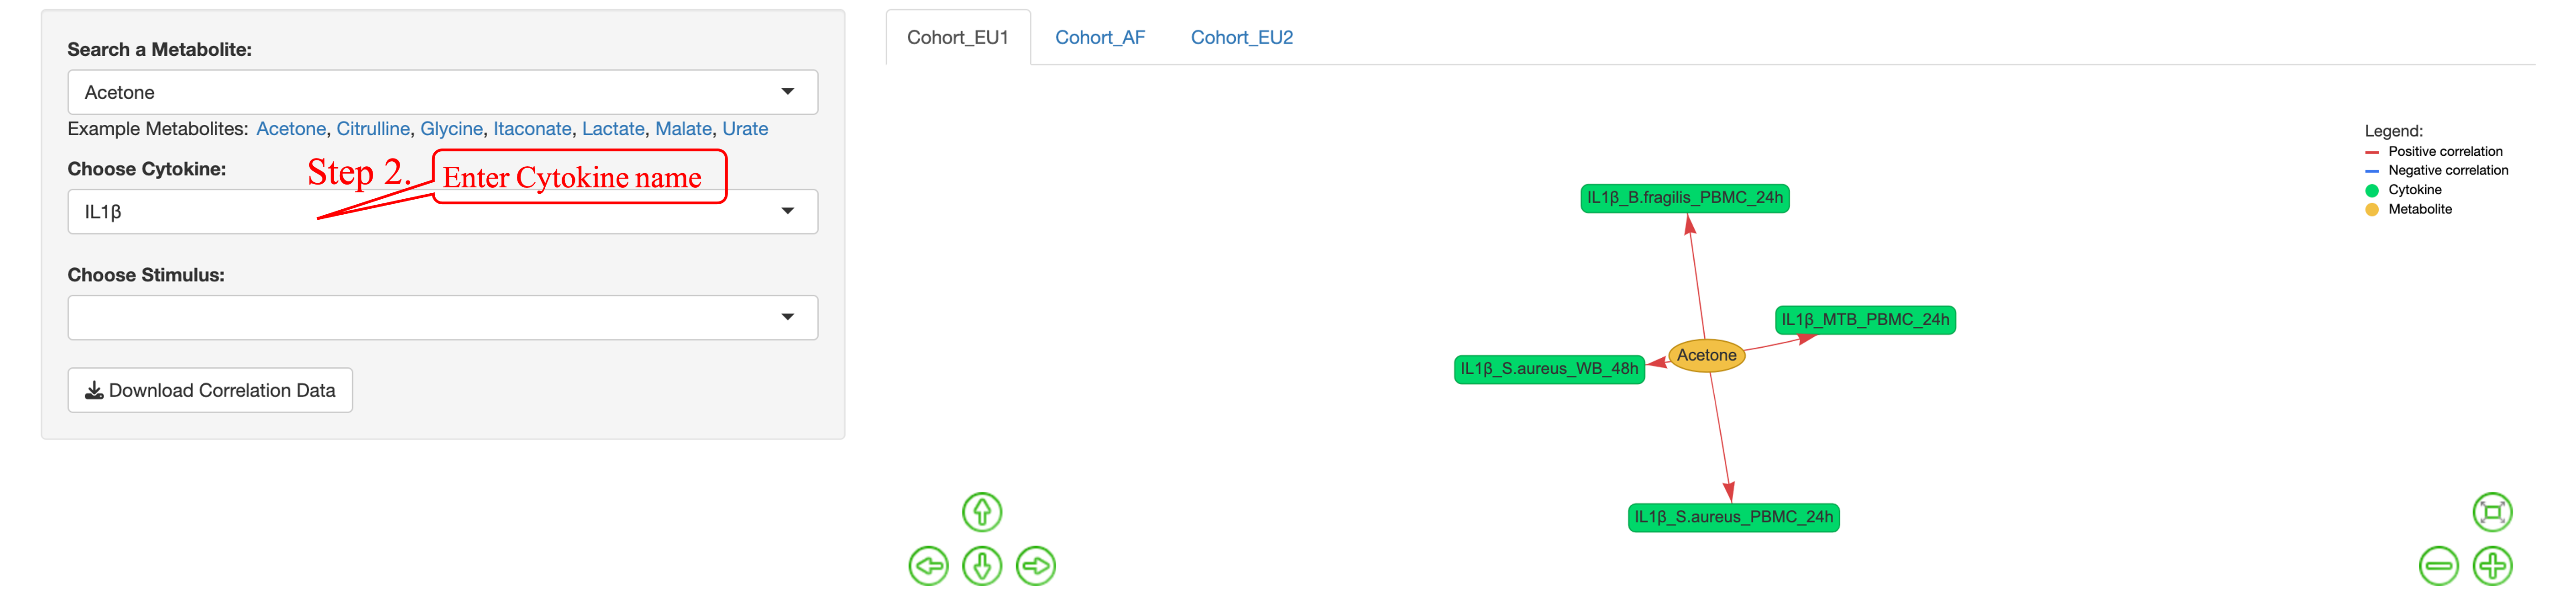 Search a Metabolite:
Acetone
Example Metabolites: Acetone, Citrulline, Glycine, Itaconate, Lactate, Malate, Urate
Choose Cytokine:
Step 2.
Enter Cytokine name
IL1β
Choose Stimulus:
Download Correlation Data
Cohort_EU1
Cohort_AF
Cohort_EU2
Legend:
Positive correlation
Negative correlation
Cytokine
Metabolite
IL1β_B.fragilis_PBMC_24h
IL1β_MTB_PBMC_24h
Acetone
IL1β_S.aureus_WB_48h
IL1β_S.aureus_PBMC_24h